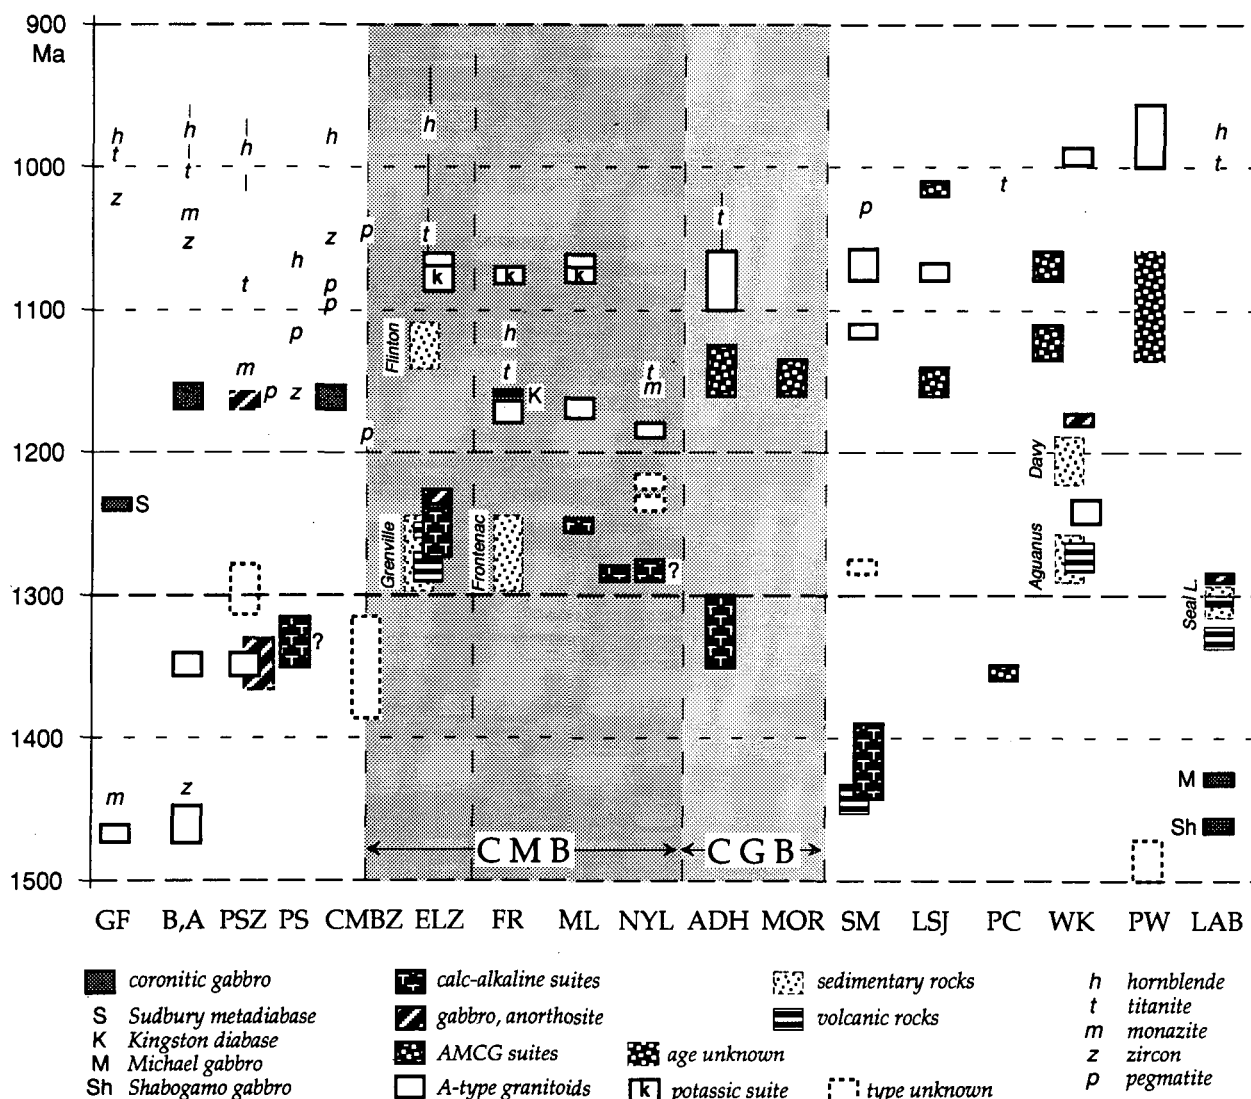 900
Ma
1000
1100
1200
1300
1400
1500
h
t
z
m
S
h
t
m
z
z
h
t
m
p
h
p
z
?
h
z
p
p
p
p
h
t
k
Flinton
Grenville
k
h
t
K
Frontenac
k
t
m
?
t
p
t
Davy
Aguanus
h
t
Seal L.
M
Sh
CMB
CGB
GF B,A PSZ PS CMBZ ELZ FR ML NYL ADH MOR SM LSJ PC WK PW LAB
coronitic gabbro
S Sudbury metadiabase
K Kingston diabase
M Michael gabbro
Sh Shabogamo gabbro
calc-alkaline suites
gabbro, anorthosite
AMCG suites
A-type granitoids
age unknown
k potassic suite
sedimentary rocks
volcanic rocks
type unknown
h hornblende
t titanite
m monazite
z zircon
p pegmatite